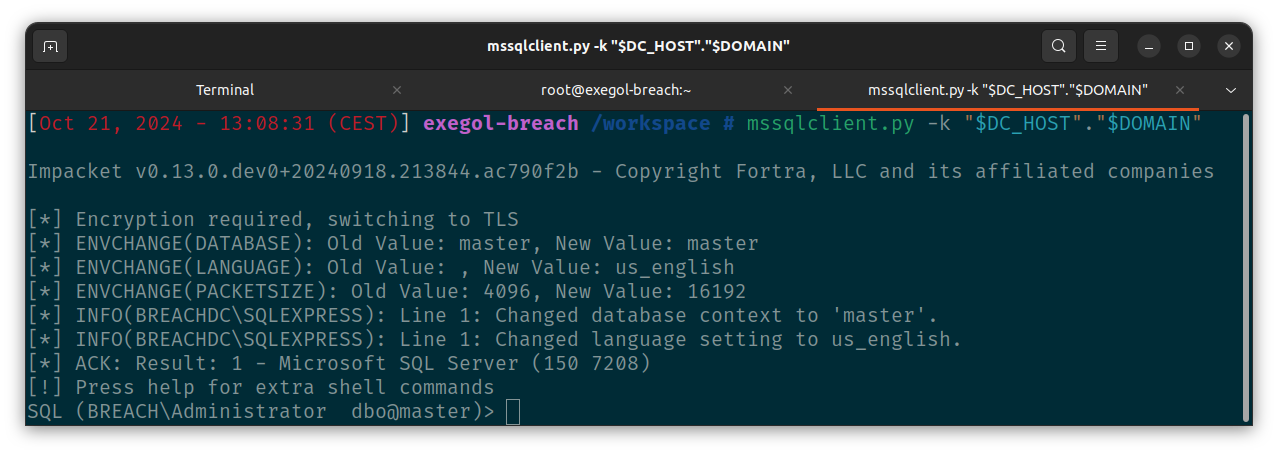 mssqlclient.py -k "$DC_HOST"."$DOMAIN"
Terminal
root@exegol-breach:~
mssqlclient.py -k "$DC_HOST"."$DOMAIN"
[Oct 21, 2024 - 13:08:31 (CEST)] exegol-breach /workspace # mssqlclient.py -k "$DC_HOST"."$DOMAIN"
Impacket v0.13.0.dev0+20240918.213844.ac790f2b - Copyright Fortra, LLC and its affiliated companies
[*] Encryption required, switching to TLS
[*] ENVCHANGE(DATABASE): Old Value: master, New Value: master
[*] ENVCHANGE(LANGUAGE): Old Value: , New Value: us_english
[*] ENVCHANGE(PACKETSIZE): Old Value: 4096, New Value: 16192
[*] INFO(BREACHDC\SQLEXPRESS): Line 1: Changed database context to 'master'.
[*] INFO(BREACHDC\SQLEXPRESS): Line 1: Changed language setting to us_english.
[*] ACK: Result: 1 - Microsoft SQL Server (150 7208)
[!] Press help for extra shell commands
SQL (BREACH\Administrator  dbo@master)>